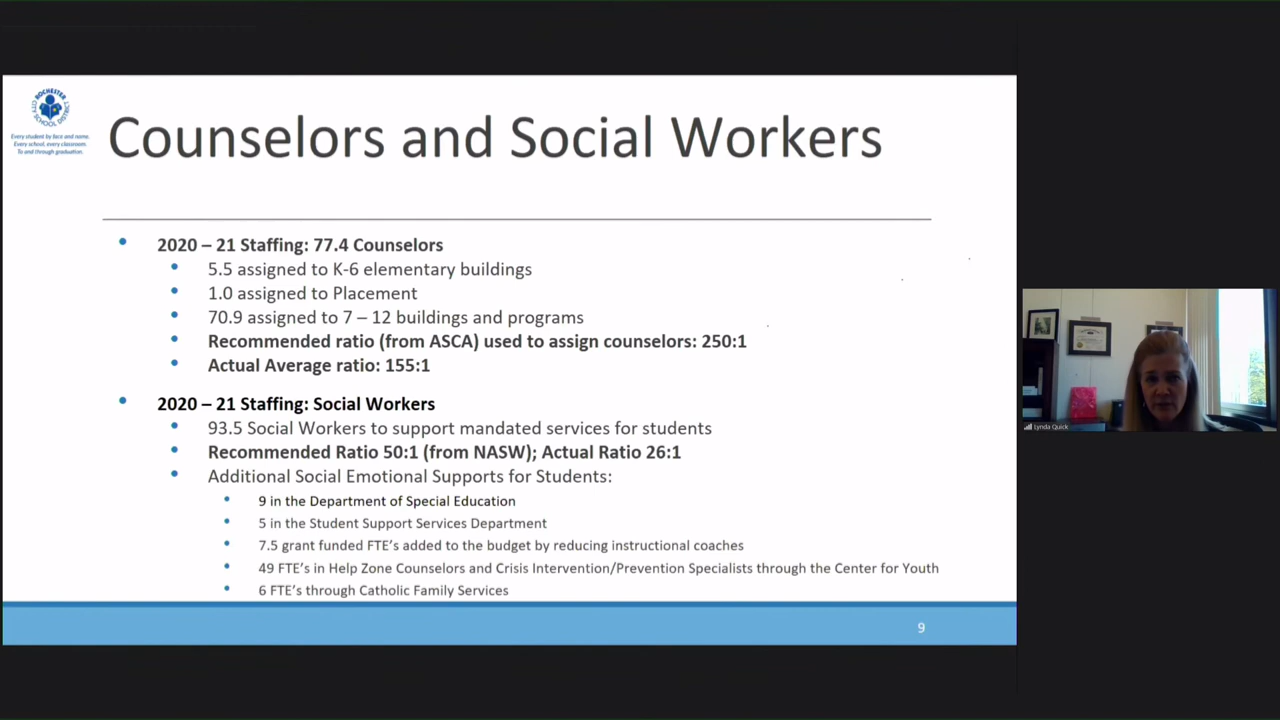 ROCHESTER
CITY SCHOOL DISTRICT
Every student by face and name.
Every school, every classroom.
To and through graduation.
Counselors and Social Workers
2020 – 21 Staffing: 77.4 Counselors
5.5 assigned to K-6 elementary buildings
1.0 assigned to Placement
70.9 assigned to 7 – 12 buildings and programs
Recommended ratio (from ASCA) used to assign counselors: 250:1
Actual Average ratio: 155:1
2020 – 21 Staffing: Social Workers
93.5 Social Workers to support mandated services for students
Recommended Ratio 50:1 (from NASW); Actual Ratio 26:1
Additional Social Emotional Supports for Students:
9 in the Department of Special Education
5 in the Student Support Services Department
7.5 grant funded FTE's added to the budget by reducing instructional coaches
49 FTE's in Help Zone Counselors and Crisis Intervention/Prevention Specialists through the Center for Youth
6 FTE's through Catholic Family Services
9
Lynda Quick